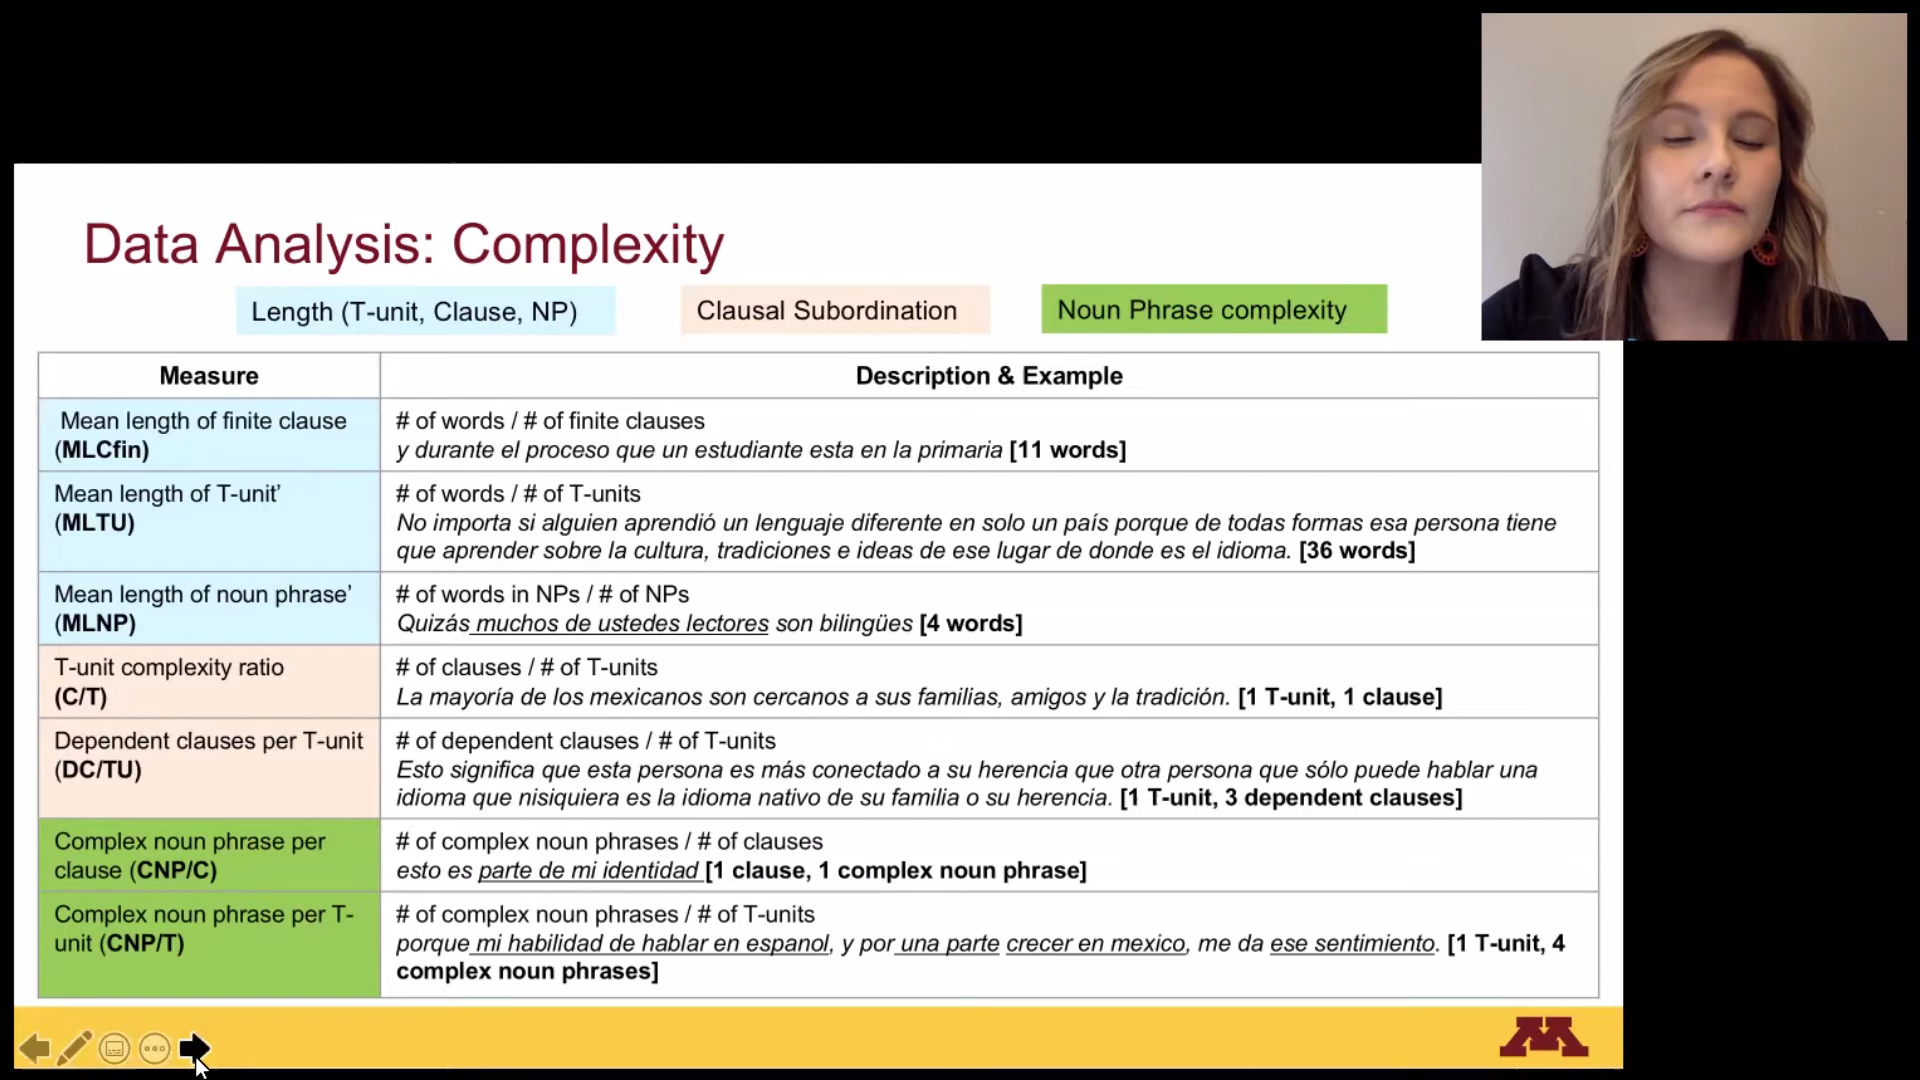 Data Analysis: Complexity
Length (T-unit, Clause, NP)
Clausal Subordination
Noun Phrase complexity
Measure
Description & Example
Mean length of finite clause
(MLCfin)
# of words / # of finite clauses
y durante el proceso que un estudiante esta en la primaria [11 words]
Mean length of T-unit’
(MLTU)
# of words / # of T-units
No importa si alguien aprendió un lenguaje diferente en solo un país porque de todas formas esa persona tiene
que aprender sobre la cultura, tradiciones e ideas de ese lugar de donde es el idioma. [36 words]
Mean length of noun phrase’
(MLNP)
# of words in NPs / # of NPs
Quizás muchos de ustedes lectores son bilingües [4 words]
T-unit complexity ratio
(C/T)
# of clauses / # of T-units
La mayoría de los mexicanos son cercanos a sus familias, amigos y la tradición. [1 T-unit, 1 clause]
Dependent clauses per T-unit
(DC/TU)
# of dependent clauses / # of T-units
Esto significa que esta persona es más conectado a su herencia que otra persona que sólo puede hablar una
idioma que nisiquiera es la idioma nativo de su familia o su herencia. [1 T-unit, 3 dependent clauses]
Complex noun phrase per
clause (CNP/C)
# of complex noun phrases / # of clauses
esto es parte de mi identidad [1 clause, 1 complex noun phrase]
Complex noun phrase per T-
unit (CNP/T)
# of complex noun phrases / # of T-units
porque mi habilidad de hablar en espanol, y por una parte crecer en mexico, me da ese sentimiento. [1 T-unit, 4
complex noun phrases]
M